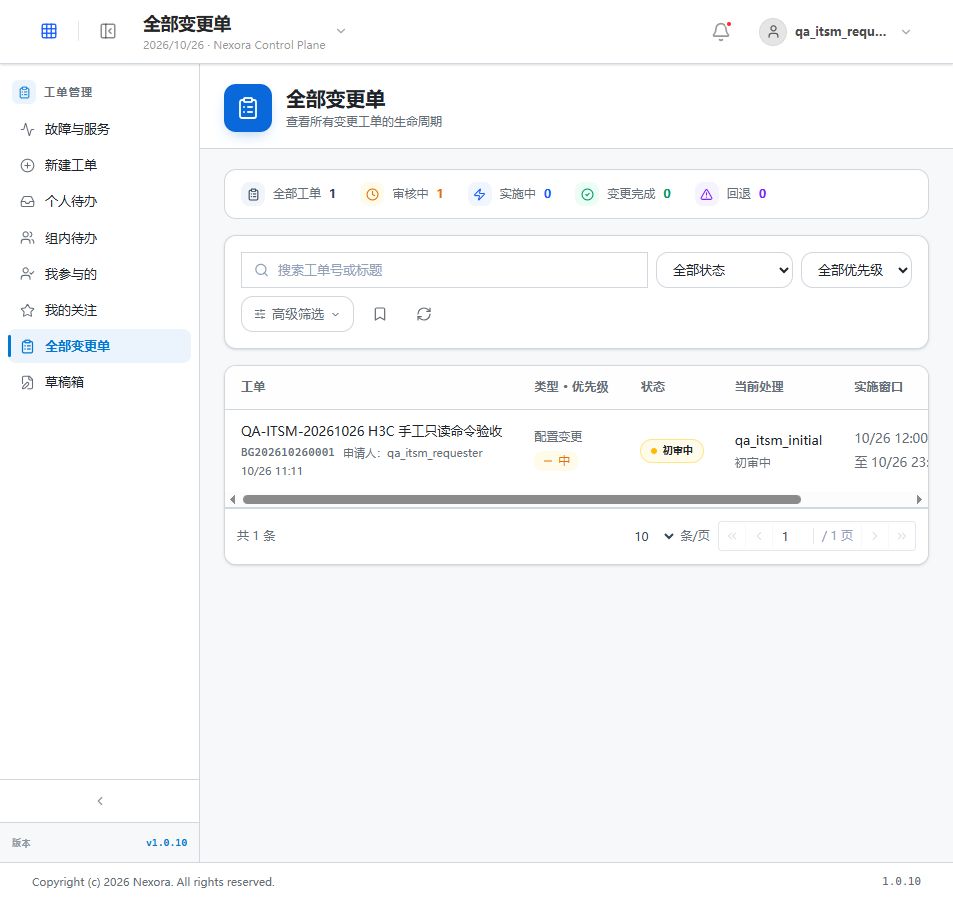 全部变更单
2026/10/26 · Nexora Control Plane
qa_itsm_requ...
工单管理
故障与服务
新建工单
个人待办
组内待办
我参与的
我的关注
全部变更单
草稿箱
版本 v1.0.10
全部变更单
查看所有变更工单的生命周期
全部工单 1 审核中 1 实施中 0 变更完成 0 回退 0
搜索工单号或标题 全部状态 全部优先级
高级筛选
工单 类型・优先级 状态 当前处理 实施窗口
QA-ITSM-20261026 H3C 手工只读命令验收
BG202610260001 申请人: qa_itsm_requester
10/26 11:11
配置变更
中
初审中
qa_itsm_initial
初审中
10/26 12:00
至 10/26 23:
共 1 条 10 条/页 « ‹ 1 / 1 页 › »
Copyright (c) 2026 Nexora. All rights reserved. 1.0.10